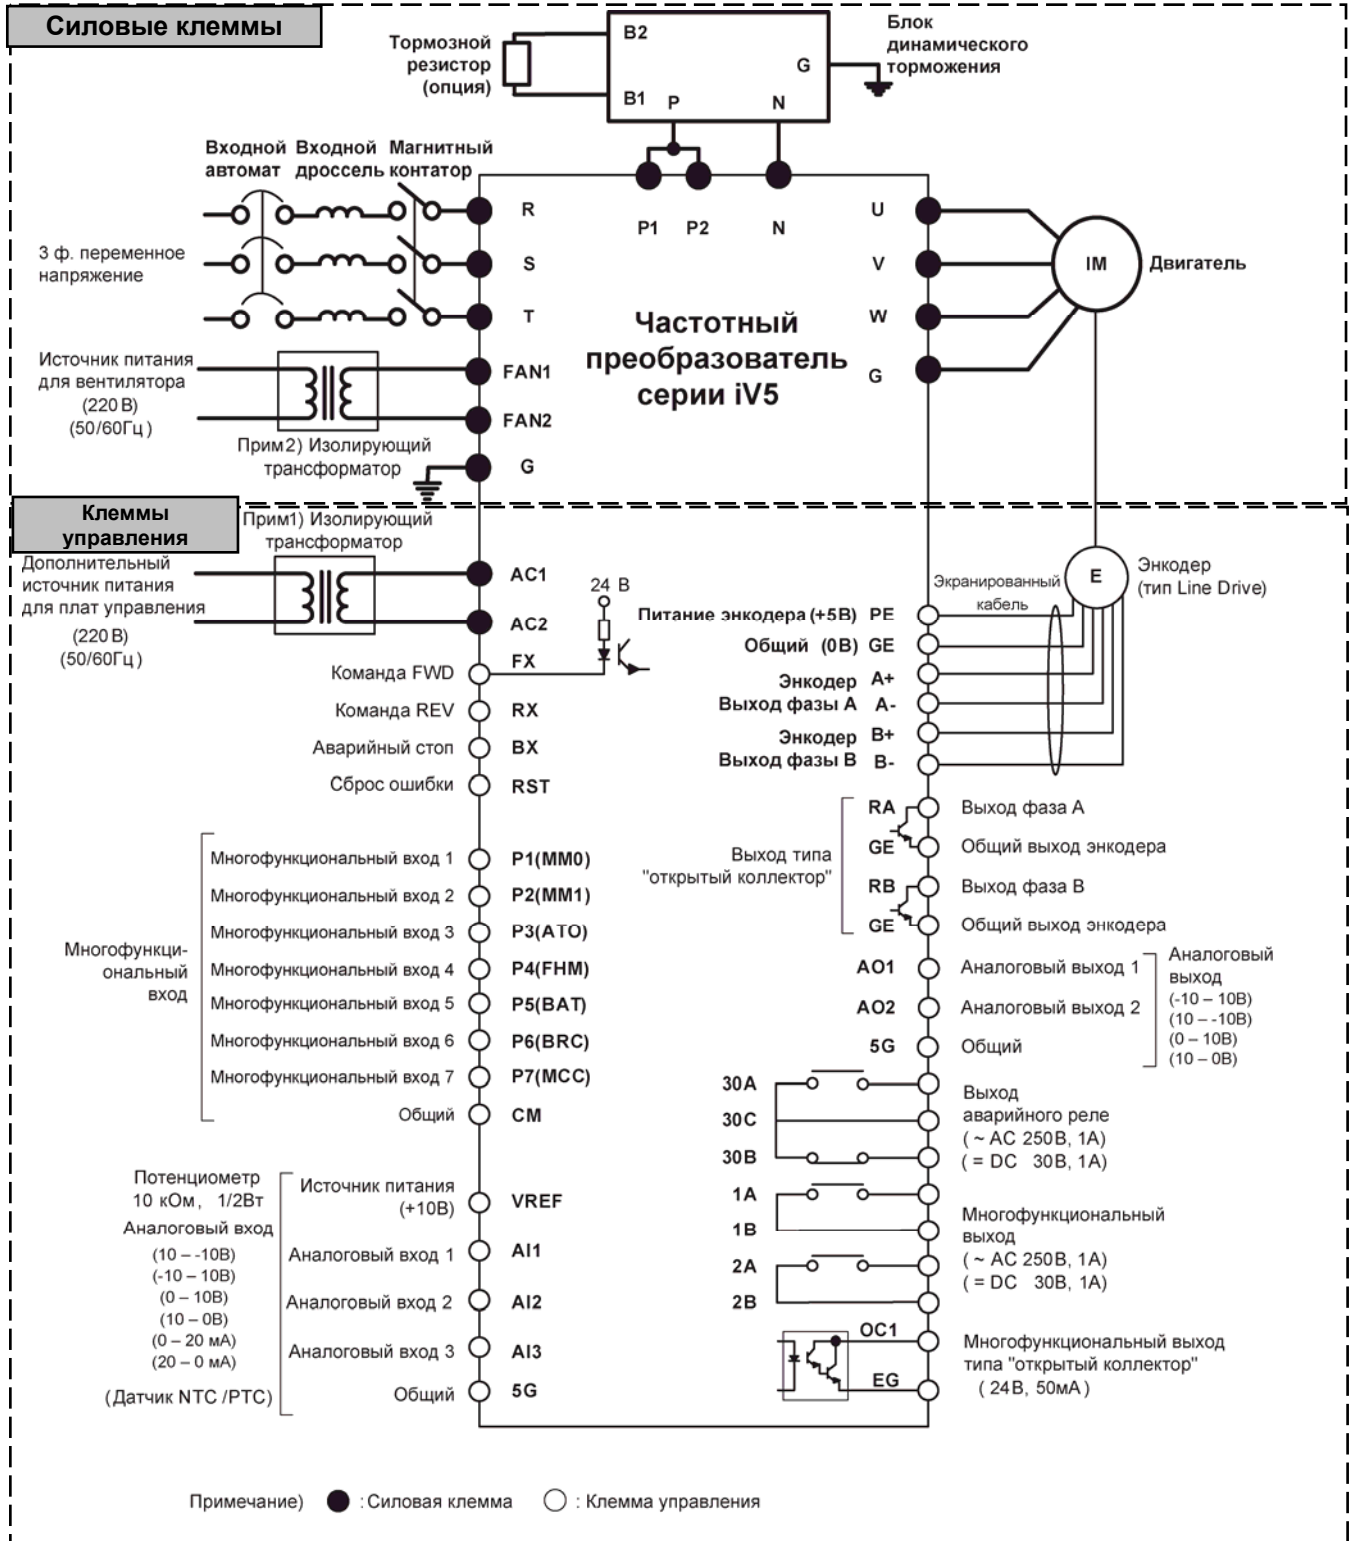 Силовые клеммы
Тормозной
резистор
(опция)
B2
B1
P
N
G
Блок
динамического
торможения
Входной Входной Магнитный
автомат дроссель контатор
3 ф. переменное
напряжение
R
S
T
P1
P2
N
U
V
W
G
IM
Двигатель
Частотный
преобразователь
серии iV5
Источник питания
для вентилятора
(220 В)
(50/60Гц )
FAN1
FAN2
G
Прим2) Изолирующий
трансформатор
Клеммы
управления
Прим1) Изолирующий
трансформатор
Дополнительный
источник питания
для плат управления
(220 В)
(50/60Гц )
AC1
AC2
24 В
Команда FWD
FX
Команда REV
RX
Аварийный стоп
BX
Сброс ошибки
RST
Экранированный
кабель
E
Энкодер
(тип Line Drive)
Питание энкодера (+5В) PE
Общий (0В) GE
Энкодер
Выход фазы А
A+
A-
Энкодер
Выход фазы В
B+
B-
Выход типа
"открытый коллектор"
RA
Выход фаза А
GE
Общий выход энкодера
RB
Выход фаза В
GE
Общий выход энкодера
Многофункци-
ональный
вход
Многофункциональный вход 1
P1(MM0)
Многофункциональный вход 2
P2(MM1)
Многофункциональный вход 3
P3(ATO)
Многофункциональный вход 4
P4(FHM)
Многофункциональный вход 5
P5(BAT)
Многофункциональный вход 6
P6(BRC)
Многофункциональный вход 7
P7(MCC)
Общий
CM
AO1
Аналоговый выход 1
AO2
Аналоговый выход 2
5G
Общий
Аналоговый
выход
(-10 – 10В)
(10 – -10В)
(0 – 10В)
(10 – 0В)
30A
30C
30B
Выход
аварийного реле
( ~ AC 250В, 1А)
( = DC 30В, 1А)
1A
1B
2A
2B
Многофункциональный
выход
( ~ AC 250В, 1А)
( = DC 30В, 1А)
OC1
EG
Многофункциональный выход
типа "открытый коллектор"
( 24В, 50мА )
Потенциометр
10 кОм, 1/2Вт
Аналоговый вход
(10 – -10В)
(-10 – 10В)
(0 – 10В)
(10 – 0В)
(0 – 20 мА)
(20 – 0 мА)
(Датчик NTC /PTC)
Источник питания
(+10В)
VREF
Аналоговый вход 1
AI1
Аналоговый вход 2
AI2
Аналоговый вход 3
AI3
Общий
5G
Примечание) : Силовая клемма : Клемма управления